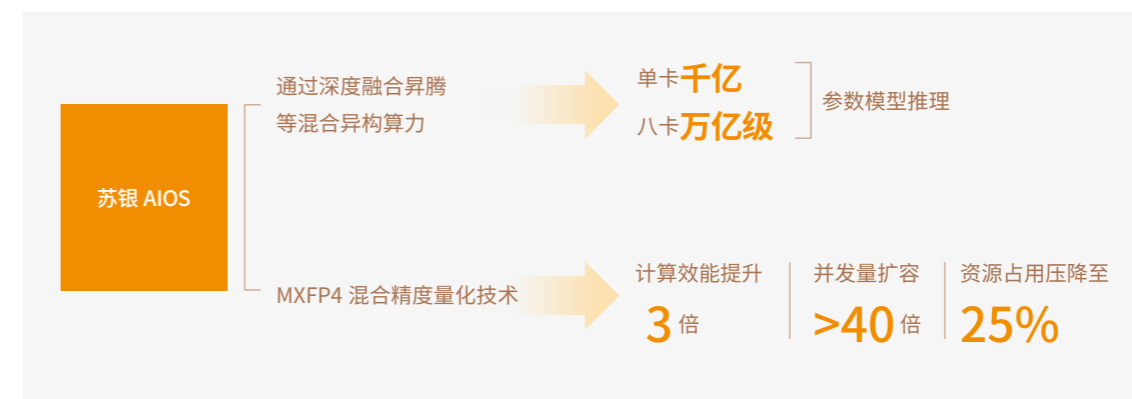 苏银 AIOS
通过深度融合昇腾
等混合异构算力
单卡千亿
八卡万亿级
参数模型推理
MXFP4 混合精度量化技术
计算效能提升
3 倍
并发量扩容
>40 倍
资源占用压降至
25%